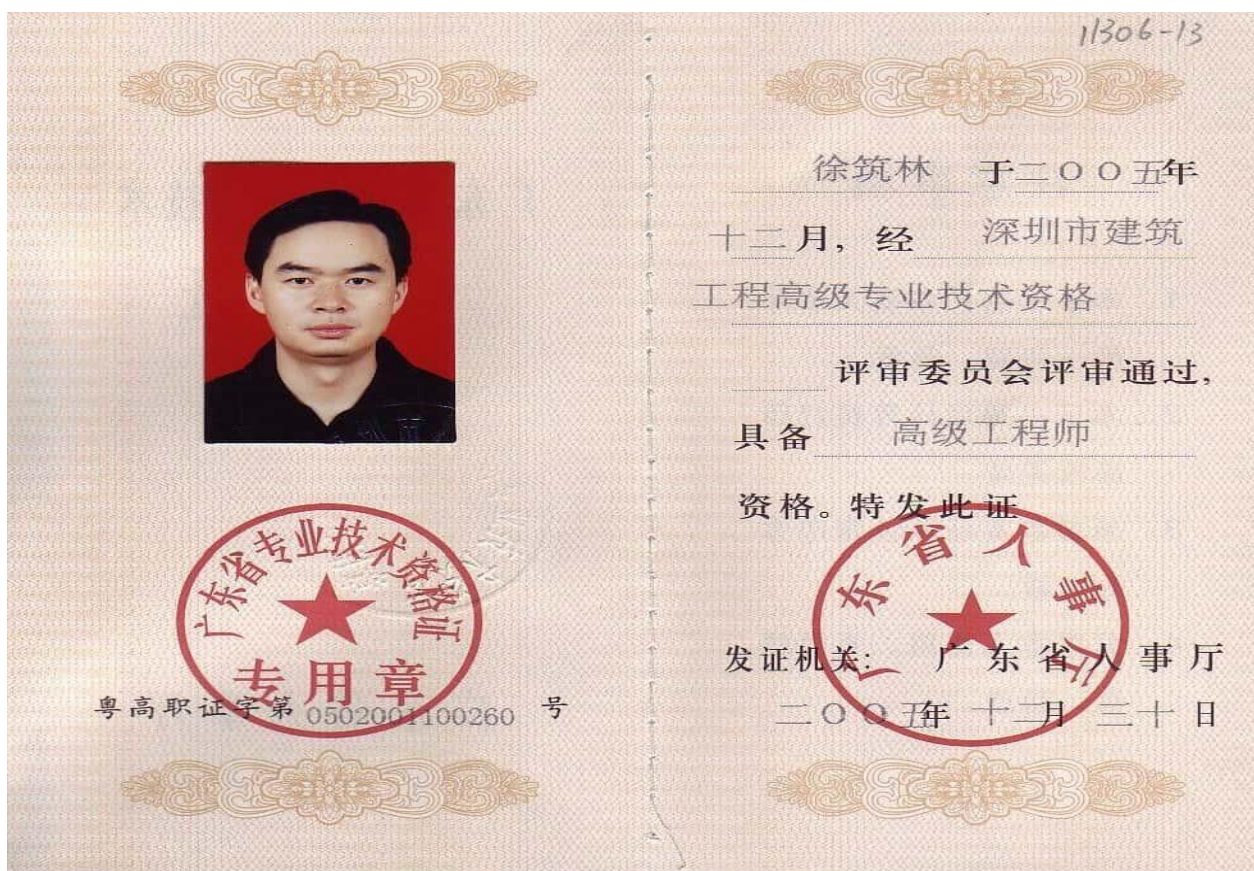 11306-13
广东省专业技术资格证
专用章
粤高职证字第 0502001100260 号
徐筑林 于二〇〇五年
十二月，经 深圳市建筑
工程高级专业技术资格
评审委员会评审通过，
具备 高级工程师
资格。特发此证
广东省人事厅
发证机关：广东省人事厅
二〇〇五年十二月三十日